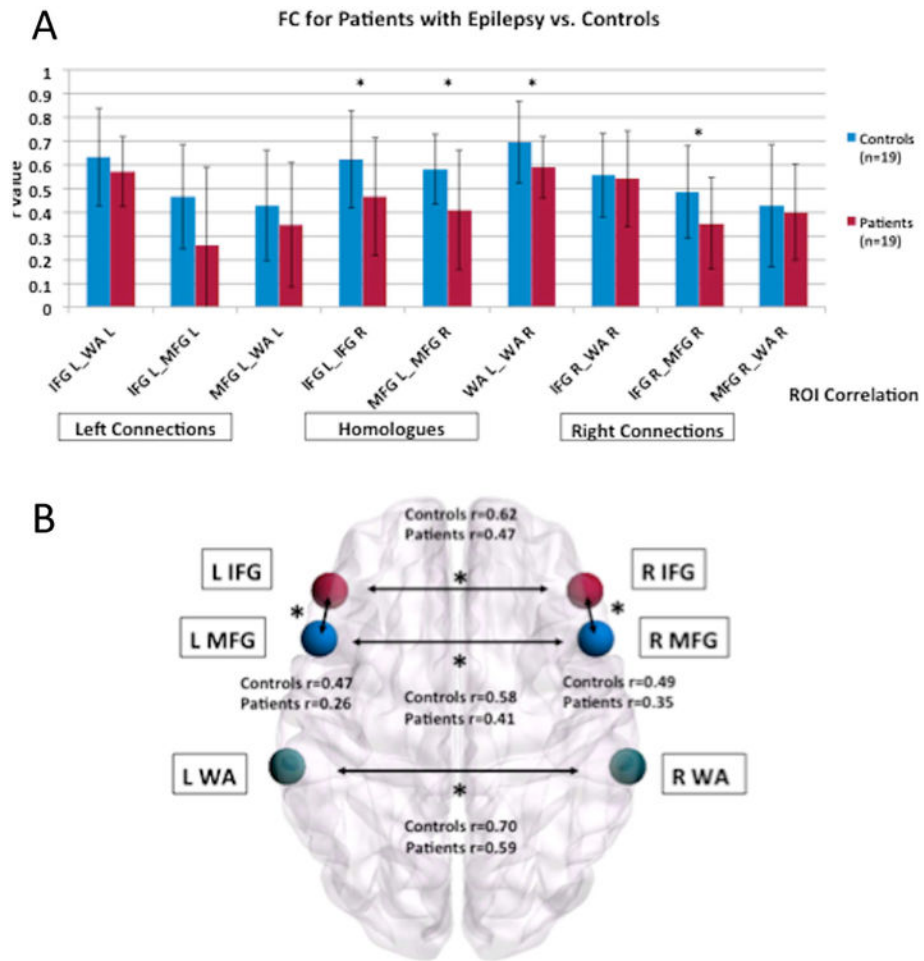 A
FC for Patients with Epilepsy vs. Controls
r value
1
0.9
0.8
0.7
0.6
0.5
0.4
0.3
0.2
0.1
0
*
*
*
*
Controls
(n=19)
Patients
(n=19)
IFG L_WA L
IFG L_MFG L
MFG L_WA L
IFG L_IFG R
MFG L_MFG R
WA L_WA R
IFG R_WA R
IFG R_MFG R
MFG R_WA R
ROI Correlation
Left Connections
Homologues
Right Connections
B
Controls r=0.62
Patients r=0.47
L IFG
R IFG
*
*
*
L MFG
R MFG
*
Controls r=0.47
Patients r=0.26
Controls r=0.58
Patients r=0.41
Controls r=0.49
Patients r=0.35
L WA
R WA
*
Controls r=0.70
Patients r=0.59